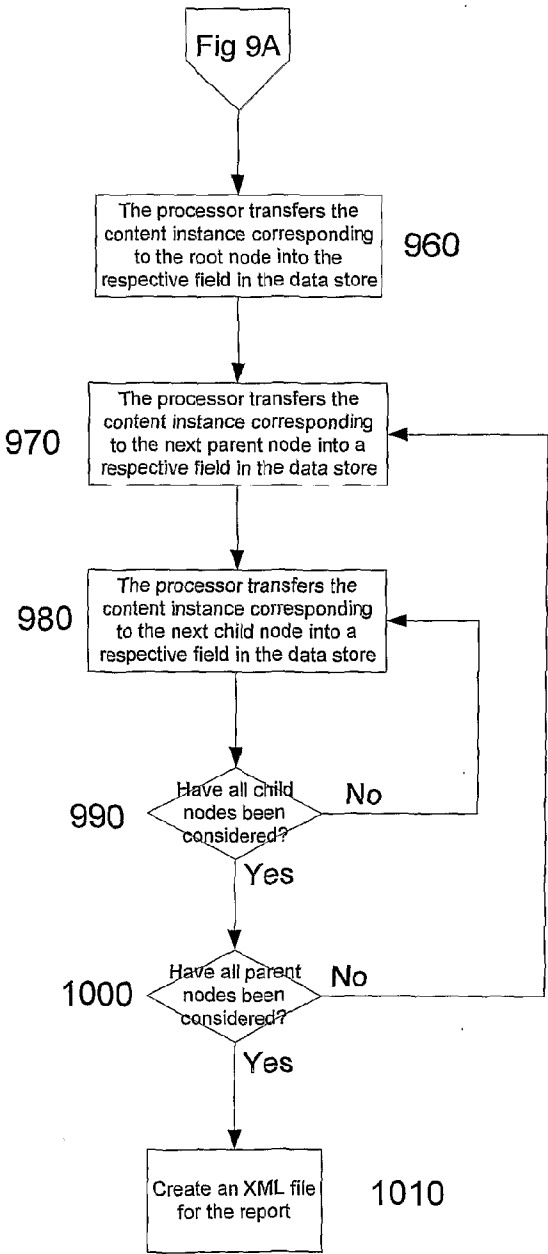 Fig 9A
The processor transfers the
content instance corresponding
to the root node into the
respective field in the data store
960
The processor transfers the
content instance corresponding
to the next parent node into a
respective field in the data store
970
The processor transfers the
content instance corresponding
to the next child node into a
respective field in the data store
980
Have all child
nodes been
considered?
990
No
Yes
Have all parent
nodes been
considered?
1000
No
Yes
Create an XML file
for the report
1010